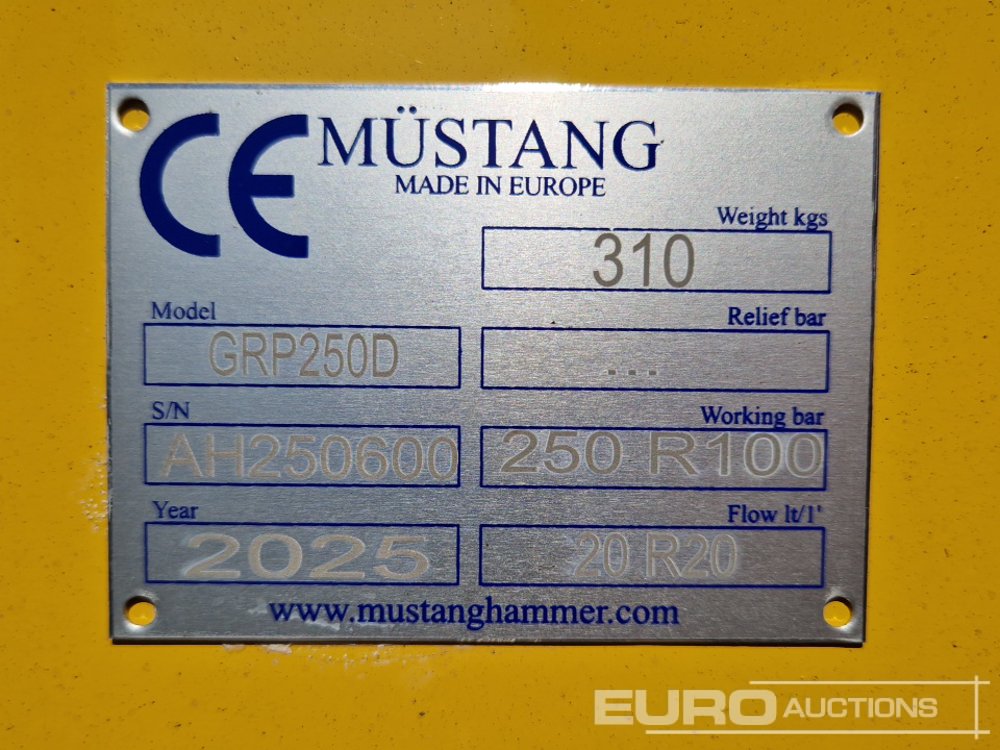 CE MÜSTANG
MADE IN EUROPE
Weight kgs
310
Model
GRP250D
Relief bar
...
S/N
AH250600
Working bar
250 R100
Year
2025
Flow lt/1'
20 R20
www.mustanghammer.com
EURO AUCTIONS